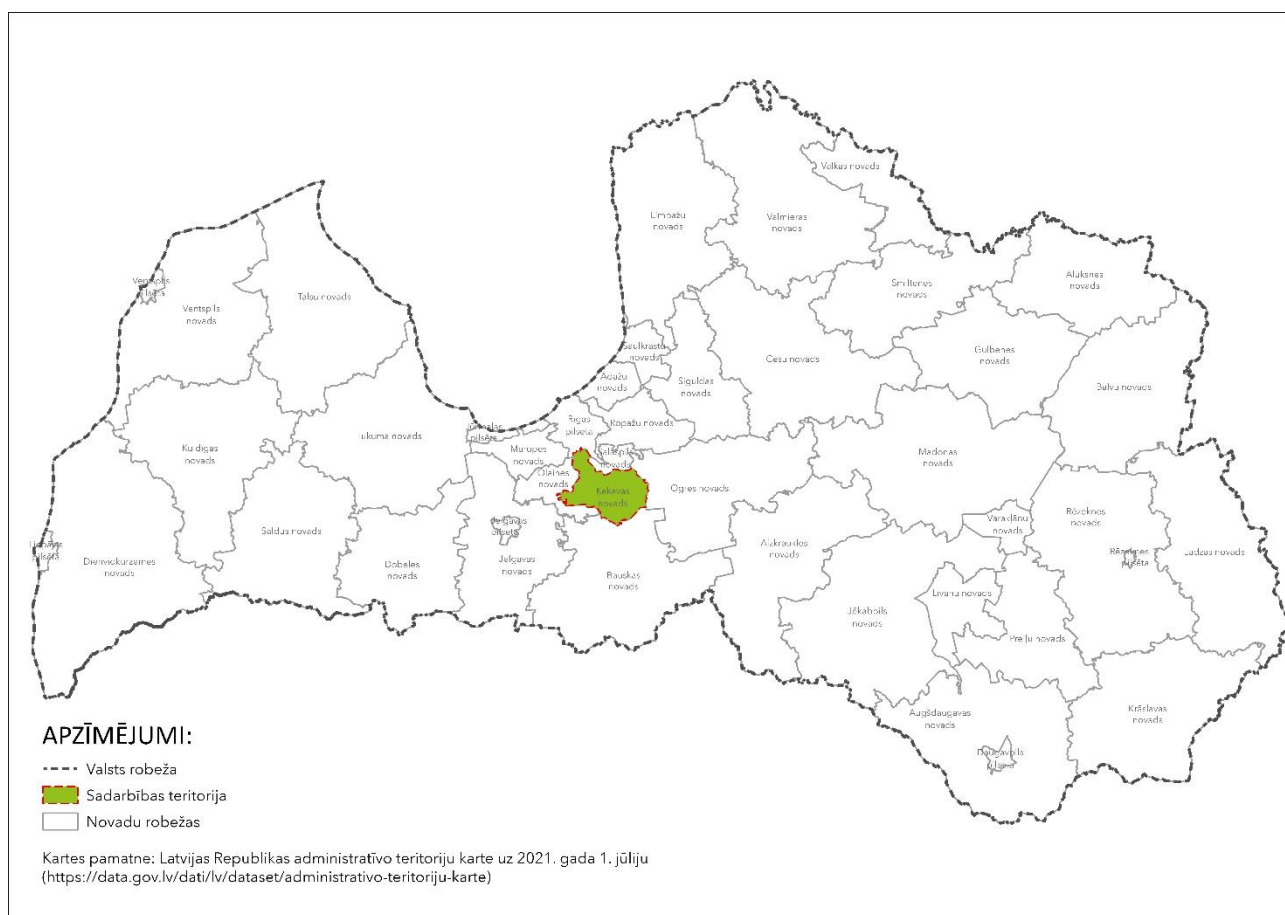 Valkas novads
Limbažu
novads
Valmieras
novads
Alūksnes
novads
Smiltenes
novads
Ventspils
pilsēta
Talsu novads
Ventspils
novads
Gulbenes
novads
Saulkrastu
novads
Cēsu novads
Ādažu
novads
Siguldas
novads
Balvu novads
Rīgas
pilsēta
Ropažu novads
Jūrmalas
pilsēta
Tukuma novads
Kuldīgas
novads
Mārupes
novads
Salaspils
novads
Madonas
novads
Olaines
novads
Ķekavas
novads
Ogres novads
Varakļānu
novads
Rēzeknes
novads
Jelgavas
pilsēta
Saldus novads
Aizkraukles
novads
Rēzeknes
pilsēta
Ludzas novads
Liepājas
pilsēta
Dienvidkurzemes
novads
Dobeles
novads
Jelgavas
novads
Bauskas
novads
Līvānu novads
Jēkabpils
novads
Preiļu novads
Augšdaugavas
novads
Krāslavas
novads
Daugavpils
pilsēta
APZĪMĒJUMI:
Valsts robeža
Sadarbības teritorija
Novadu robežas
Kartes pamatne: Latvijas Republikas administratīvo teritoriju karte uz 2021. gada 1. jūliju
(https://data.gov.lv/dati/lv/dataset/administrativo-teritoriju-karte)